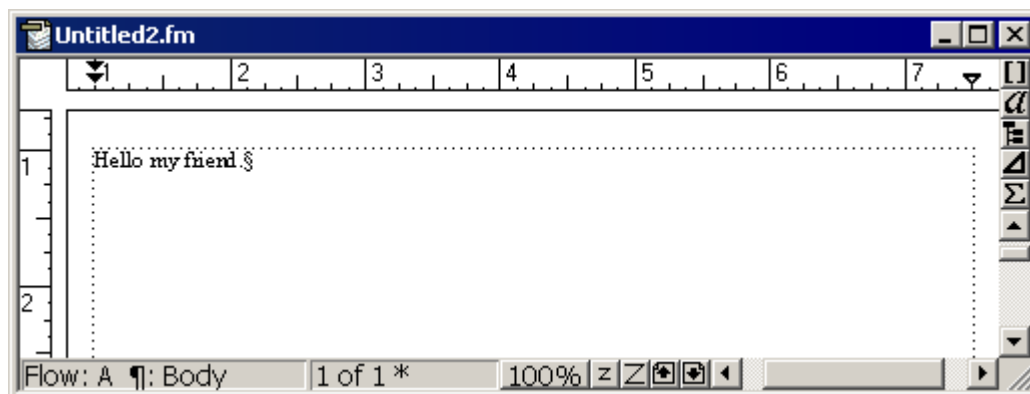 Untitled2.fm
1 2 3 4 5 6 7
Hello my friend.§
1
2
Flow: A ¶: Body 1 of 1 * 100% z Z